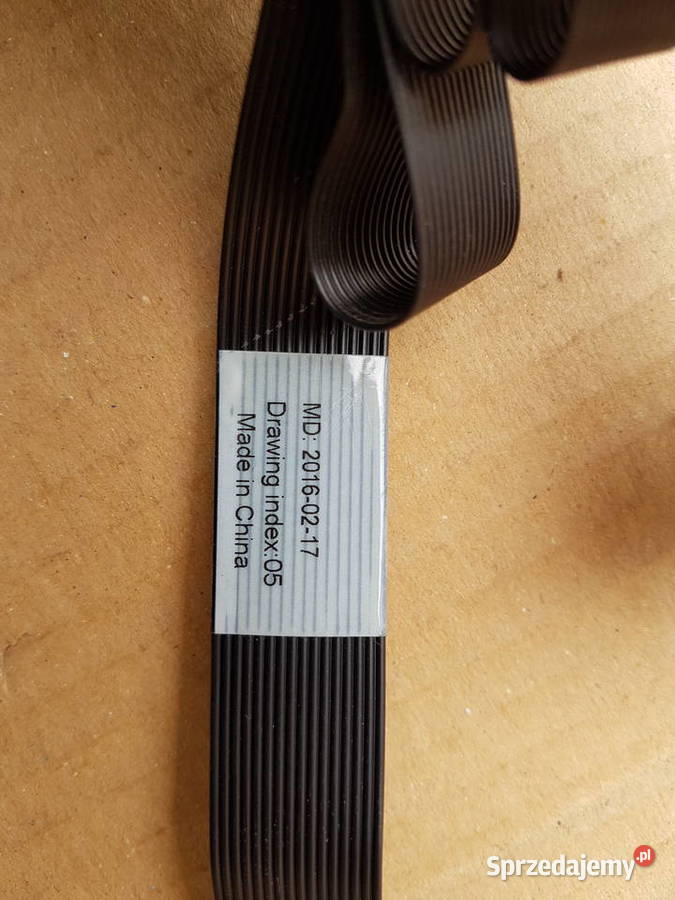 MD: 2016-02-17
Drawing index:05
Made in China
Sprzedajemy.pl